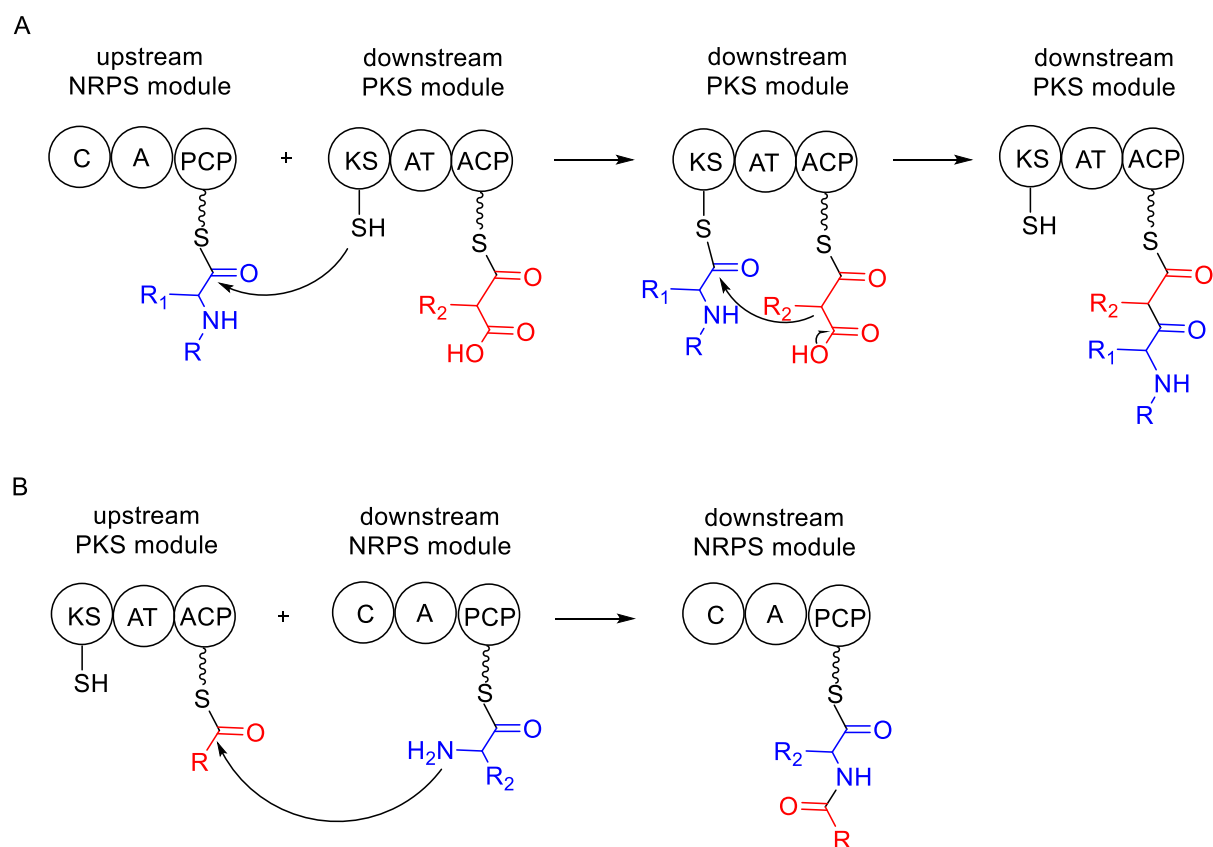 A
upstream
NRPS module
downstream
PKS module
downstream
PKS module
downstream
PKS module
C A PCP + KS AT ACP KS AT ACP KS AT ACP
SH
S
O
R1
NH
R
S
O
R2
O
HO
S
O
R1
NH
R
S
O
R2
O
HO
SH
S
O
R2
O
R1
NH
R
B
upstream
PKS module
downstream
NRPS module
downstream
NRPS module
KS AT ACP + C A PCP C A PCP
SH
S
O
R
S
O
H2N
R2
S
O
R2
NH
O
R